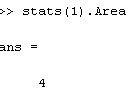 >> stats(1).Area
ans =
4